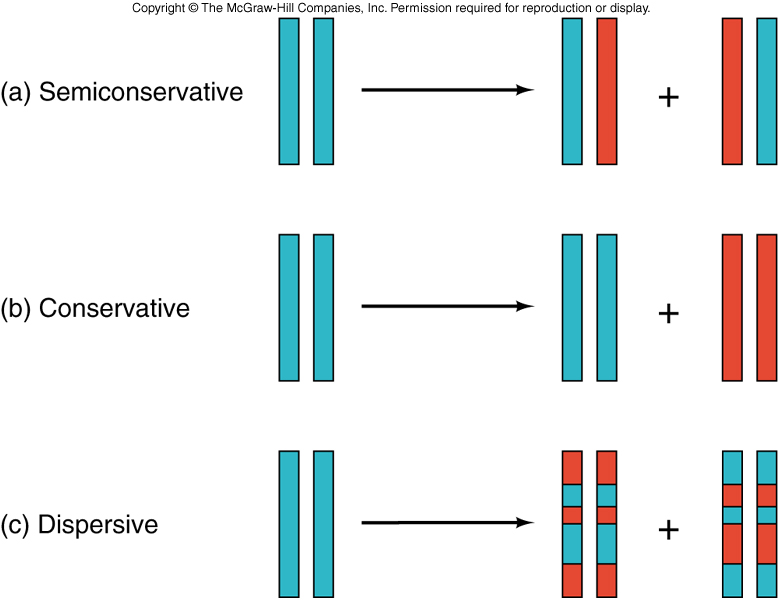 Copyright © The McGraw-Hill Companies, Inc. Permission required for reproduction or display.
(a) Semiconservative
+
(b) Conservative
+
(c) Dispersive
+